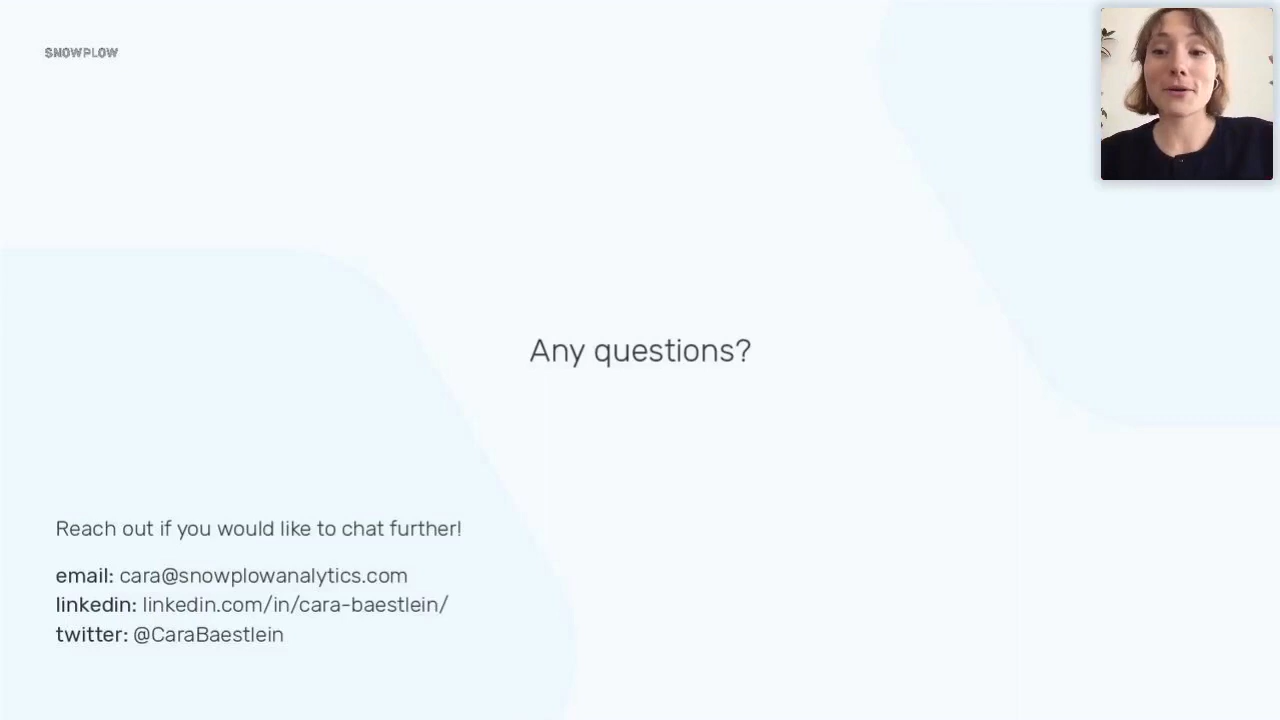 SNOWPLOW
Any questions?
Reach out if you would like to chat further!
email: cara@snowplowanalytics.com
linkedin: linkedin.com/in/cara-baestlein/
twitter: @CaraBaestlein